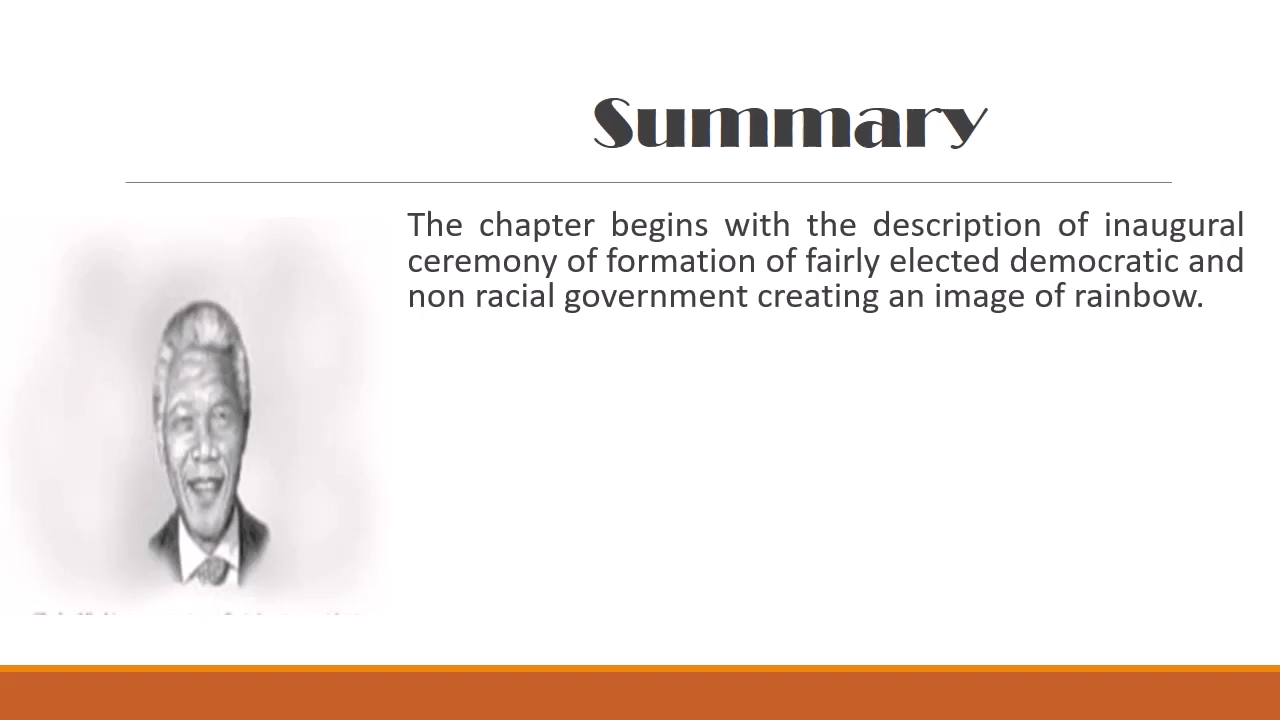 Summary
The chapter begins with the description of inaugural
ceremony of formation of fairly elected democratic and
non racial government creating an image of rainbow.